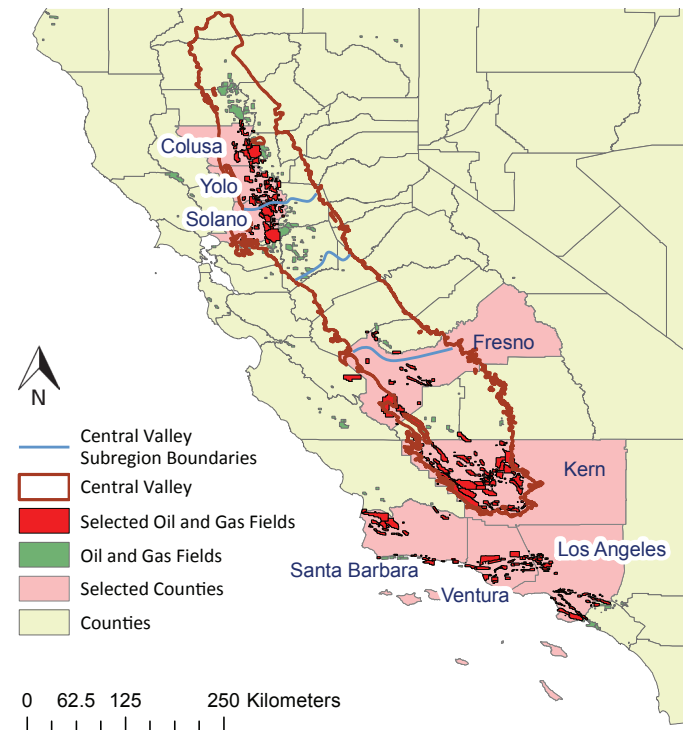 Colusa
Yolo
Solano
Fresno
Kern
Los Angeles
Santa Barbara
Ventura
N
Central Valley
Subregion Boundaries
Central Valley
Selected Oil and Gas Fields
Oil and Gas Fields
Selected Counties
Counties
0 62.5 125 250 Kilometers